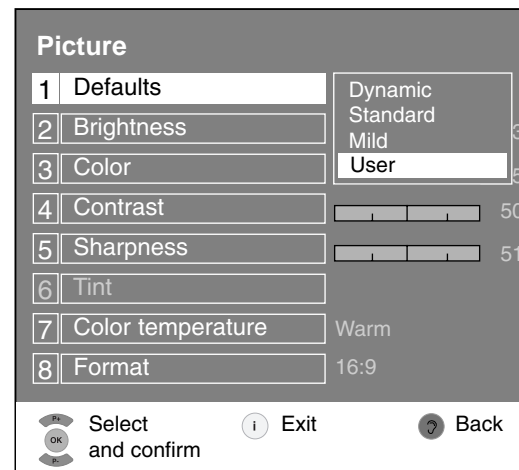 Picture
1 Defaults
Dynamic
Standard
Mild
User
2 Brightness
3 Color
4 Contrast 50
5 Sharpness 51
6 Tint
7 Color temperature Warm
8 Format 16:9
P+
OK
P-
Select
and confirm
i Exit
Back